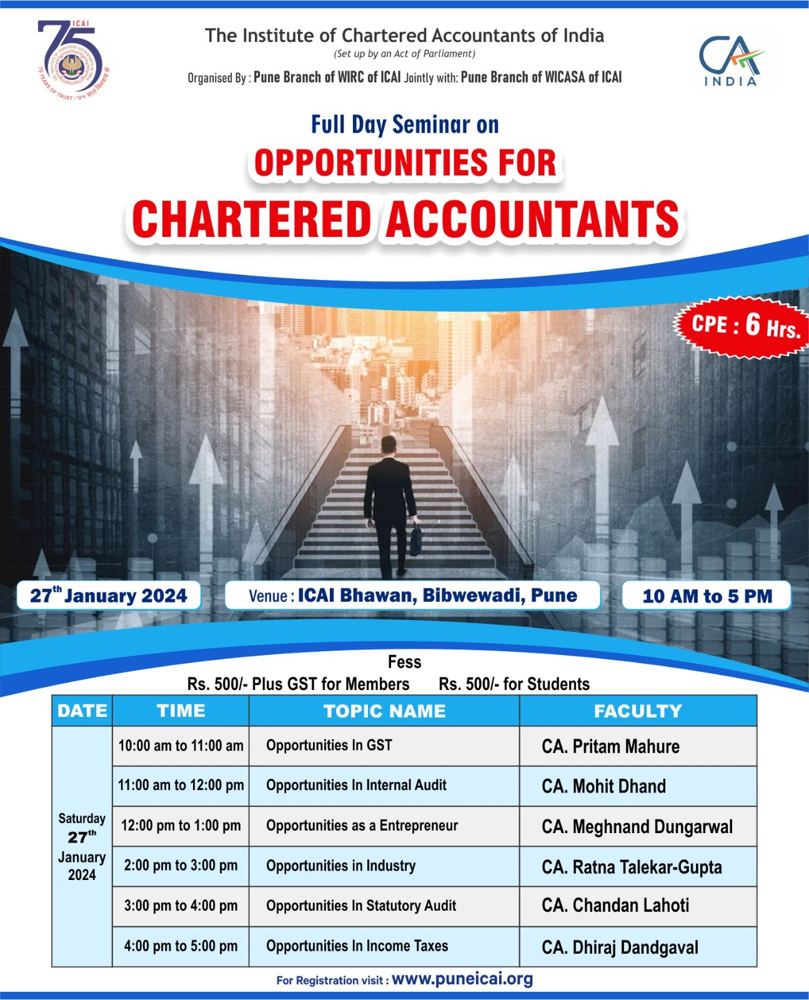 ICAI
75
THE INSTITUTE OF CHARTERED ACCOUNTANTS OF INDIA
75 YEARS OF TRUST | ७५ साल विश्वास के
The Institute of Chartered Accountants of India
(Set up by an Act of Parliament)
Organised By : Pune Branch of WIRC of ICAI Jointly with: Pune Branch of WICASA of ICAI
CA
INDIA
Full Day Seminar on
OPPORTUNITIES FOR
CHARTERED ACCOUNTANTS
CPE : 6 Hrs.
27th January 2024
Venue : ICAI Bhawan, Bibwewadi, Pune
10 AM to 5 PM
Fess
Rs. 500/- Plus GST for Members Rs. 500/- for Students
DATE TIME TOPIC NAME FACULTY
Saturday
27th
January
2024
10:00 am to 11:00 am Opportunities In GST CA. Pritam Mahure
11:00 am to 12:00 pm Opportunities In Internal Audit CA. Mohit Dhand
12:00 pm to 1:00 pm Opportunities as a Entrepreneur CA. Meghnand Dungarwal
2:00 pm to 3:00 pm Opportunities in Industry CA. Ratna Talekar-Gupta
3:00 pm to 4:00 pm Opportunities In Statutory Audit CA. Chandan Lahoti
4:00 pm to 5:00 pm Opportunities In Income Taxes CA. Dhiraj Dandgaval
For Registration visit : www.puneicai.org